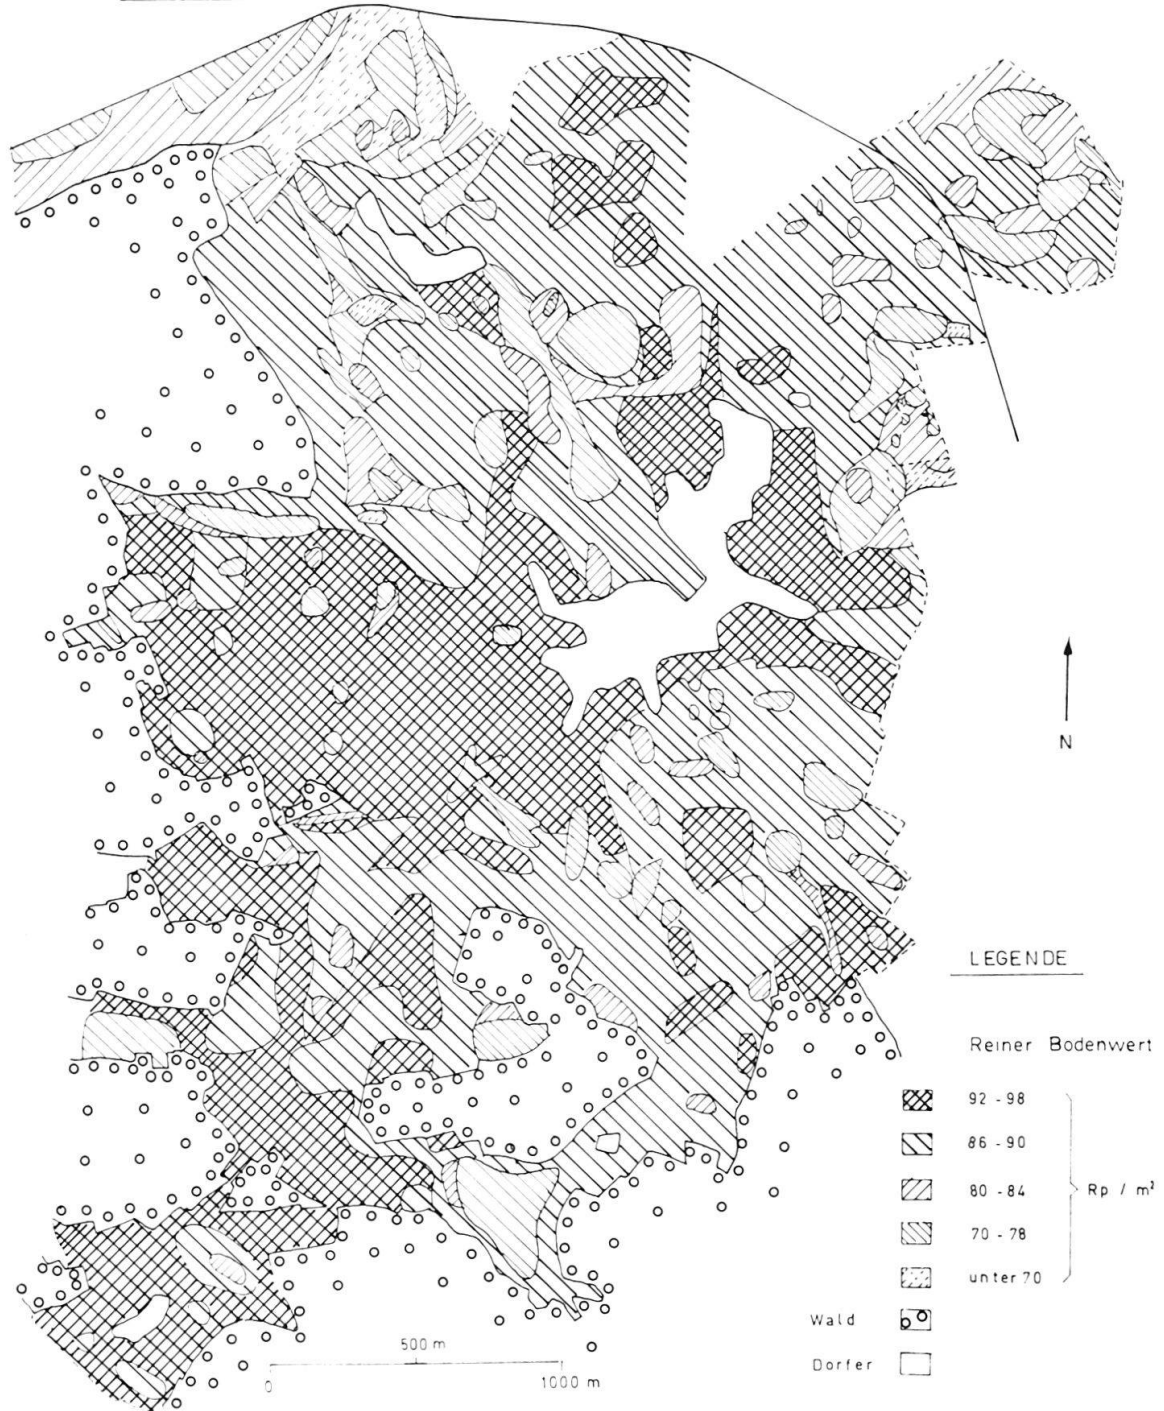 N
LEGENDE
Reiner Bodenwert
92 - 98
86 - 90
80 - 84
Rp / m²
70 - 78
unter 70
Wald
Dorfer
500 m
0
1000 m